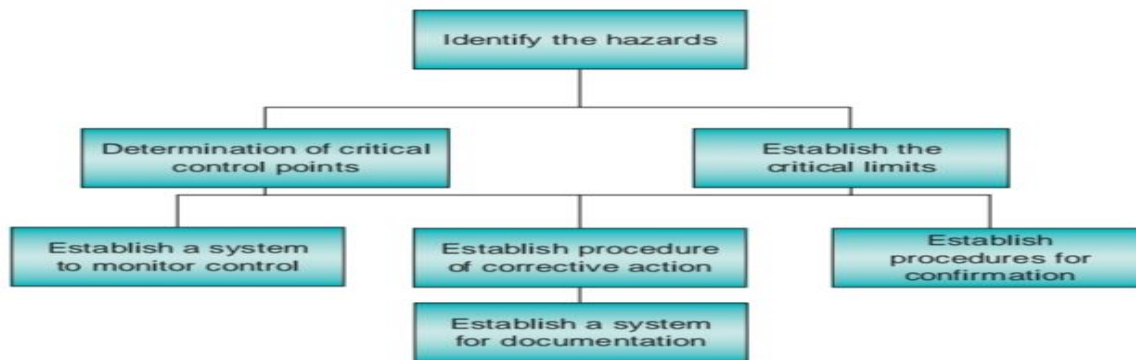 Identify the hazards
Determination of critical
control points
Establish the
critical limits
Establish a system
to monitor control
Establish procedure
of corrective action
Establish
procedures for
confirmation
Establish a system
for documentation